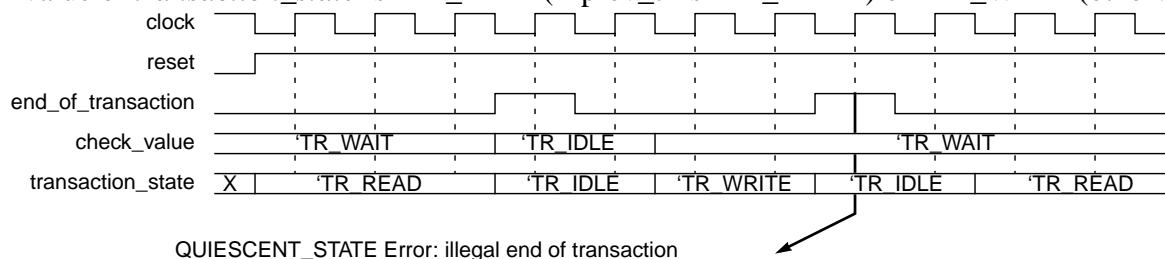 clock
reset
end_of_transaction
check_value ‘TR_WAIT ‘TR_IDLE ‘TR_WAIT
transaction_state X ‘TR_READ ‘TR_IDLE ‘TR_WRITE ‘TR_IDLE ‘TR_READ
QUIESCENT_STATE Error: illegal end of transaction